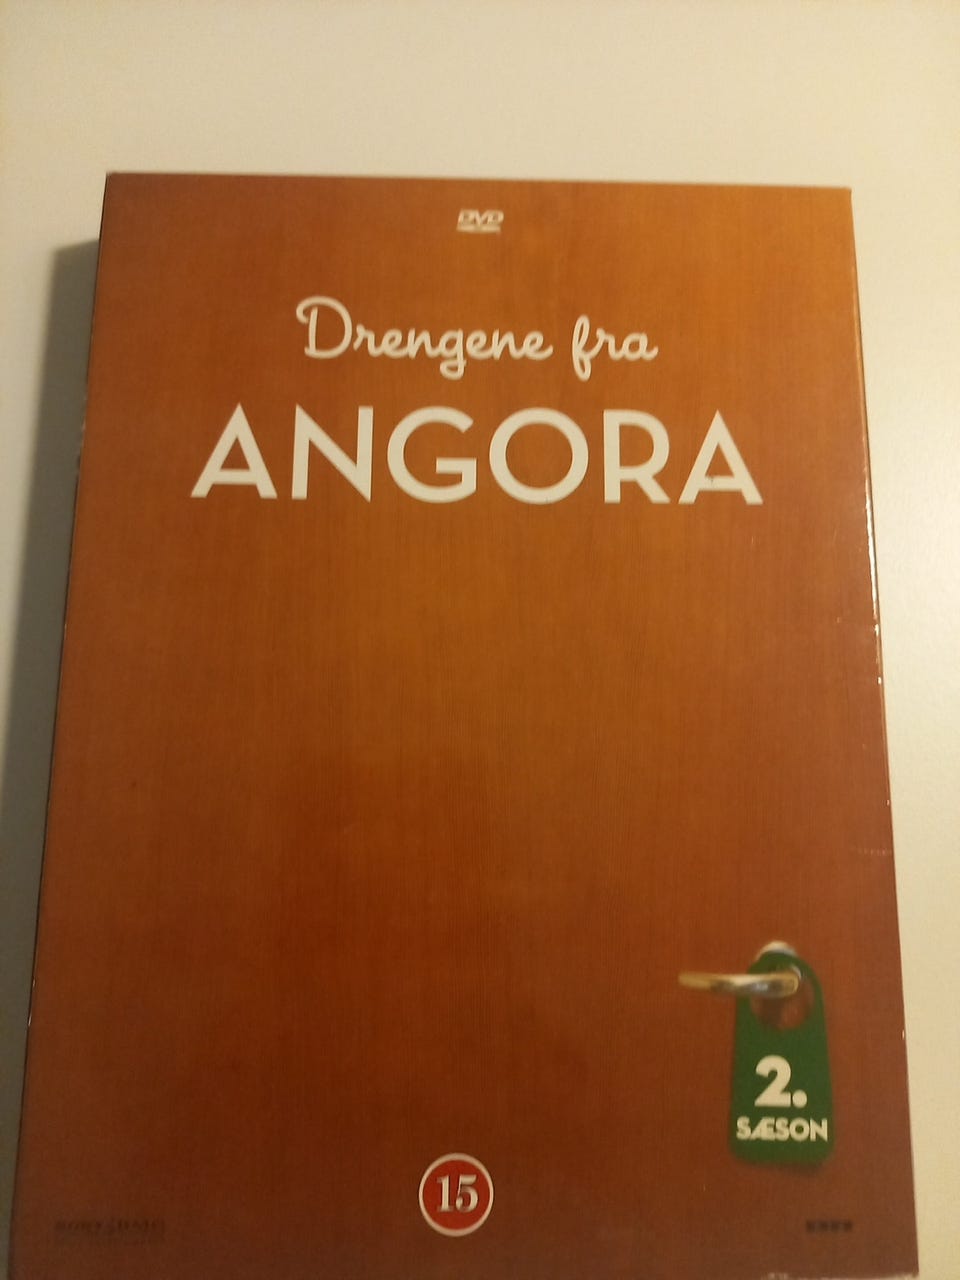 DVD
Drengene fra
ANGORA
2.
SÆSON
15